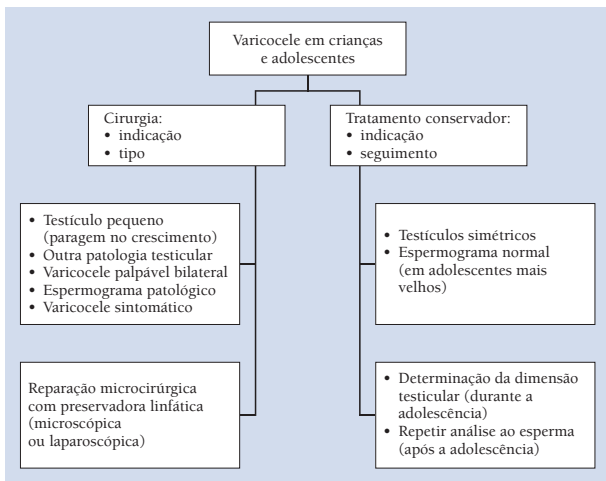 Varicocele em crianças
e adolescentes
Cirurgia:
• indicação
• tipo
Tratamento conservador:
• indicação
• seguimento
• Testículo pequeno
(paragem no crescimento)
• Outra patologia testicular
• Varicocele palpável bilateral
• Espermograma patológico
• Varicocele sintomático
• Testículos simétricos
• Espermograma normal
(em adolescentes mais
velhos)
Reparação microcirúrgica
com preservadora linfática
(microscópica
ou laparoscópica)
• Determinação da dimensão
testicular (durante a
adolescência)
• Repetir análise ao esperma
(após a adolescência)